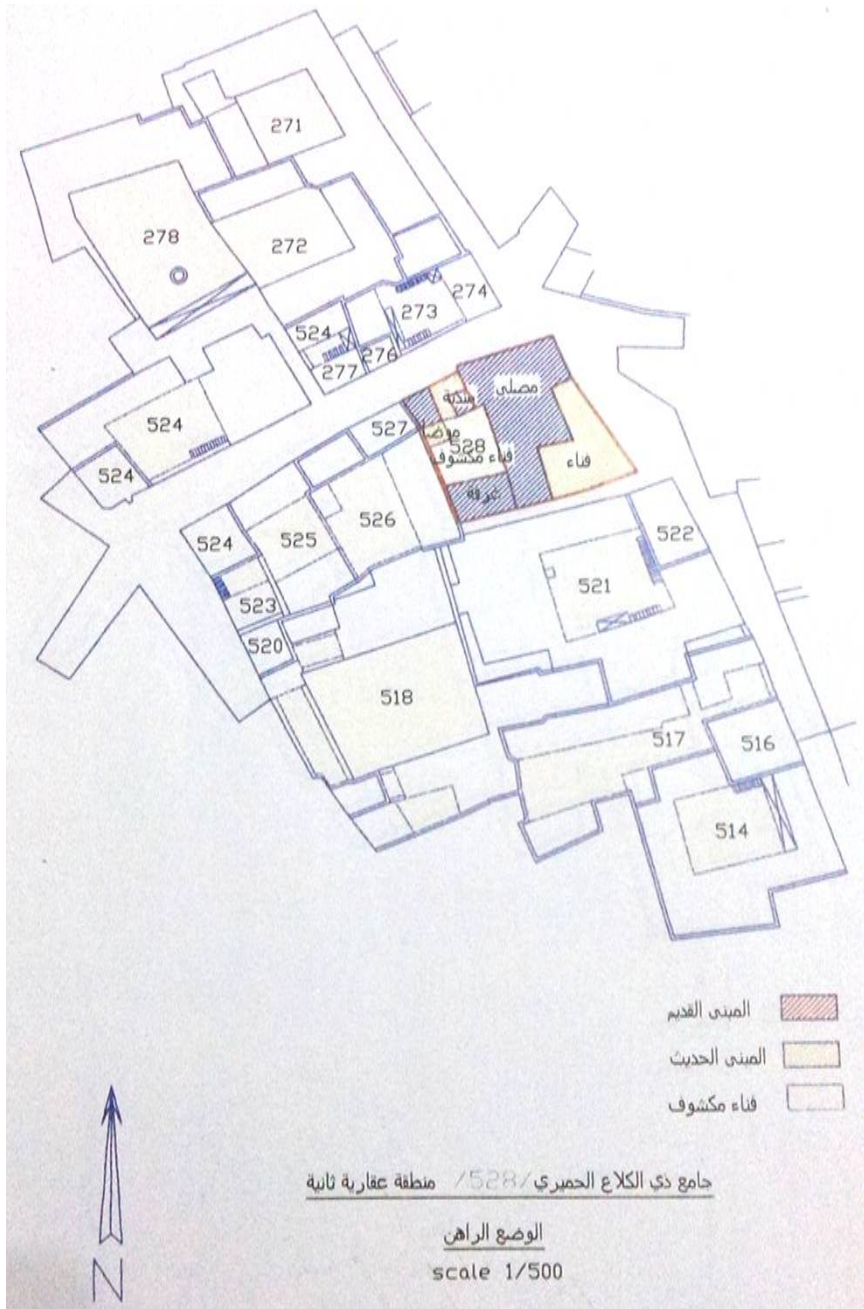 271
278
272
274
273
524
276
277
مصلى
سدية
524
527
موضأ
528
فناء مكشوف
فناء
غرفة
524
526
522
524
525
521
523
520
518
517
516
514
المبنى القديم
المبنى الحديث
فناء مكشوف
جامع ذي الكلاع الحميري /528/ منطقة عقارية ثانية
الوضع الراهن
scale 1/500
N